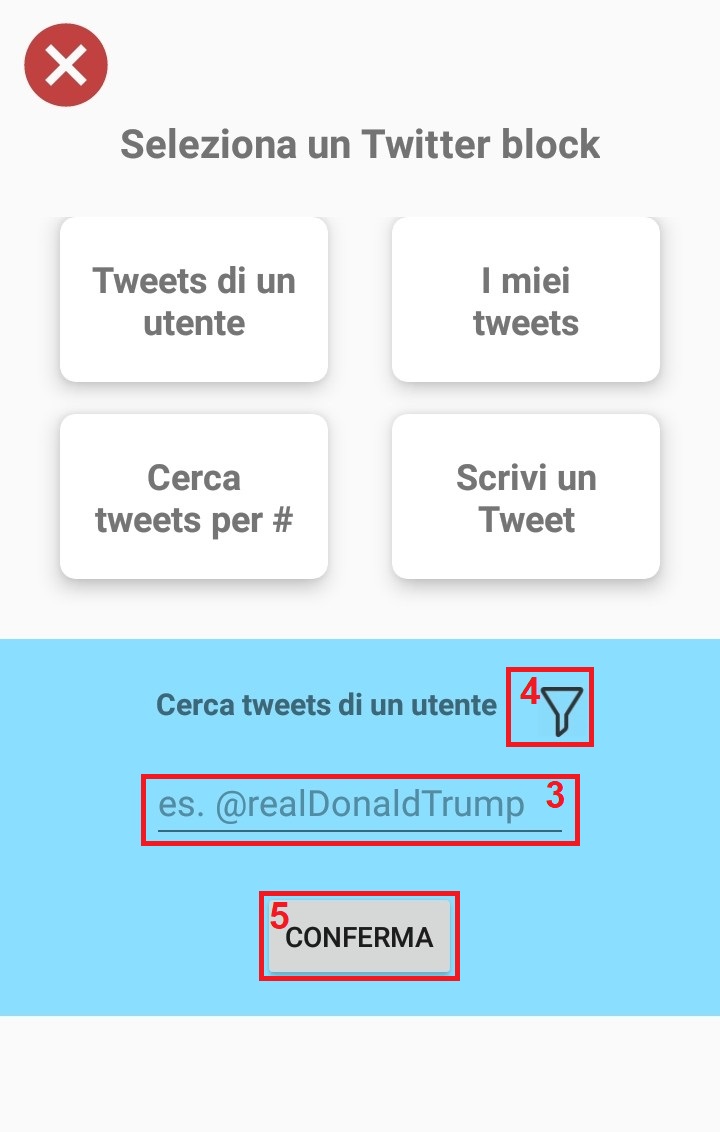 Seleziona un Twitter block
Tweets di un
utente
I miei
tweets
Cerca
tweets per #
Scrivi un
Tweet
Cerca tweets di un utente
4
es. @realDonaldTrump
3
5
CONFERMA